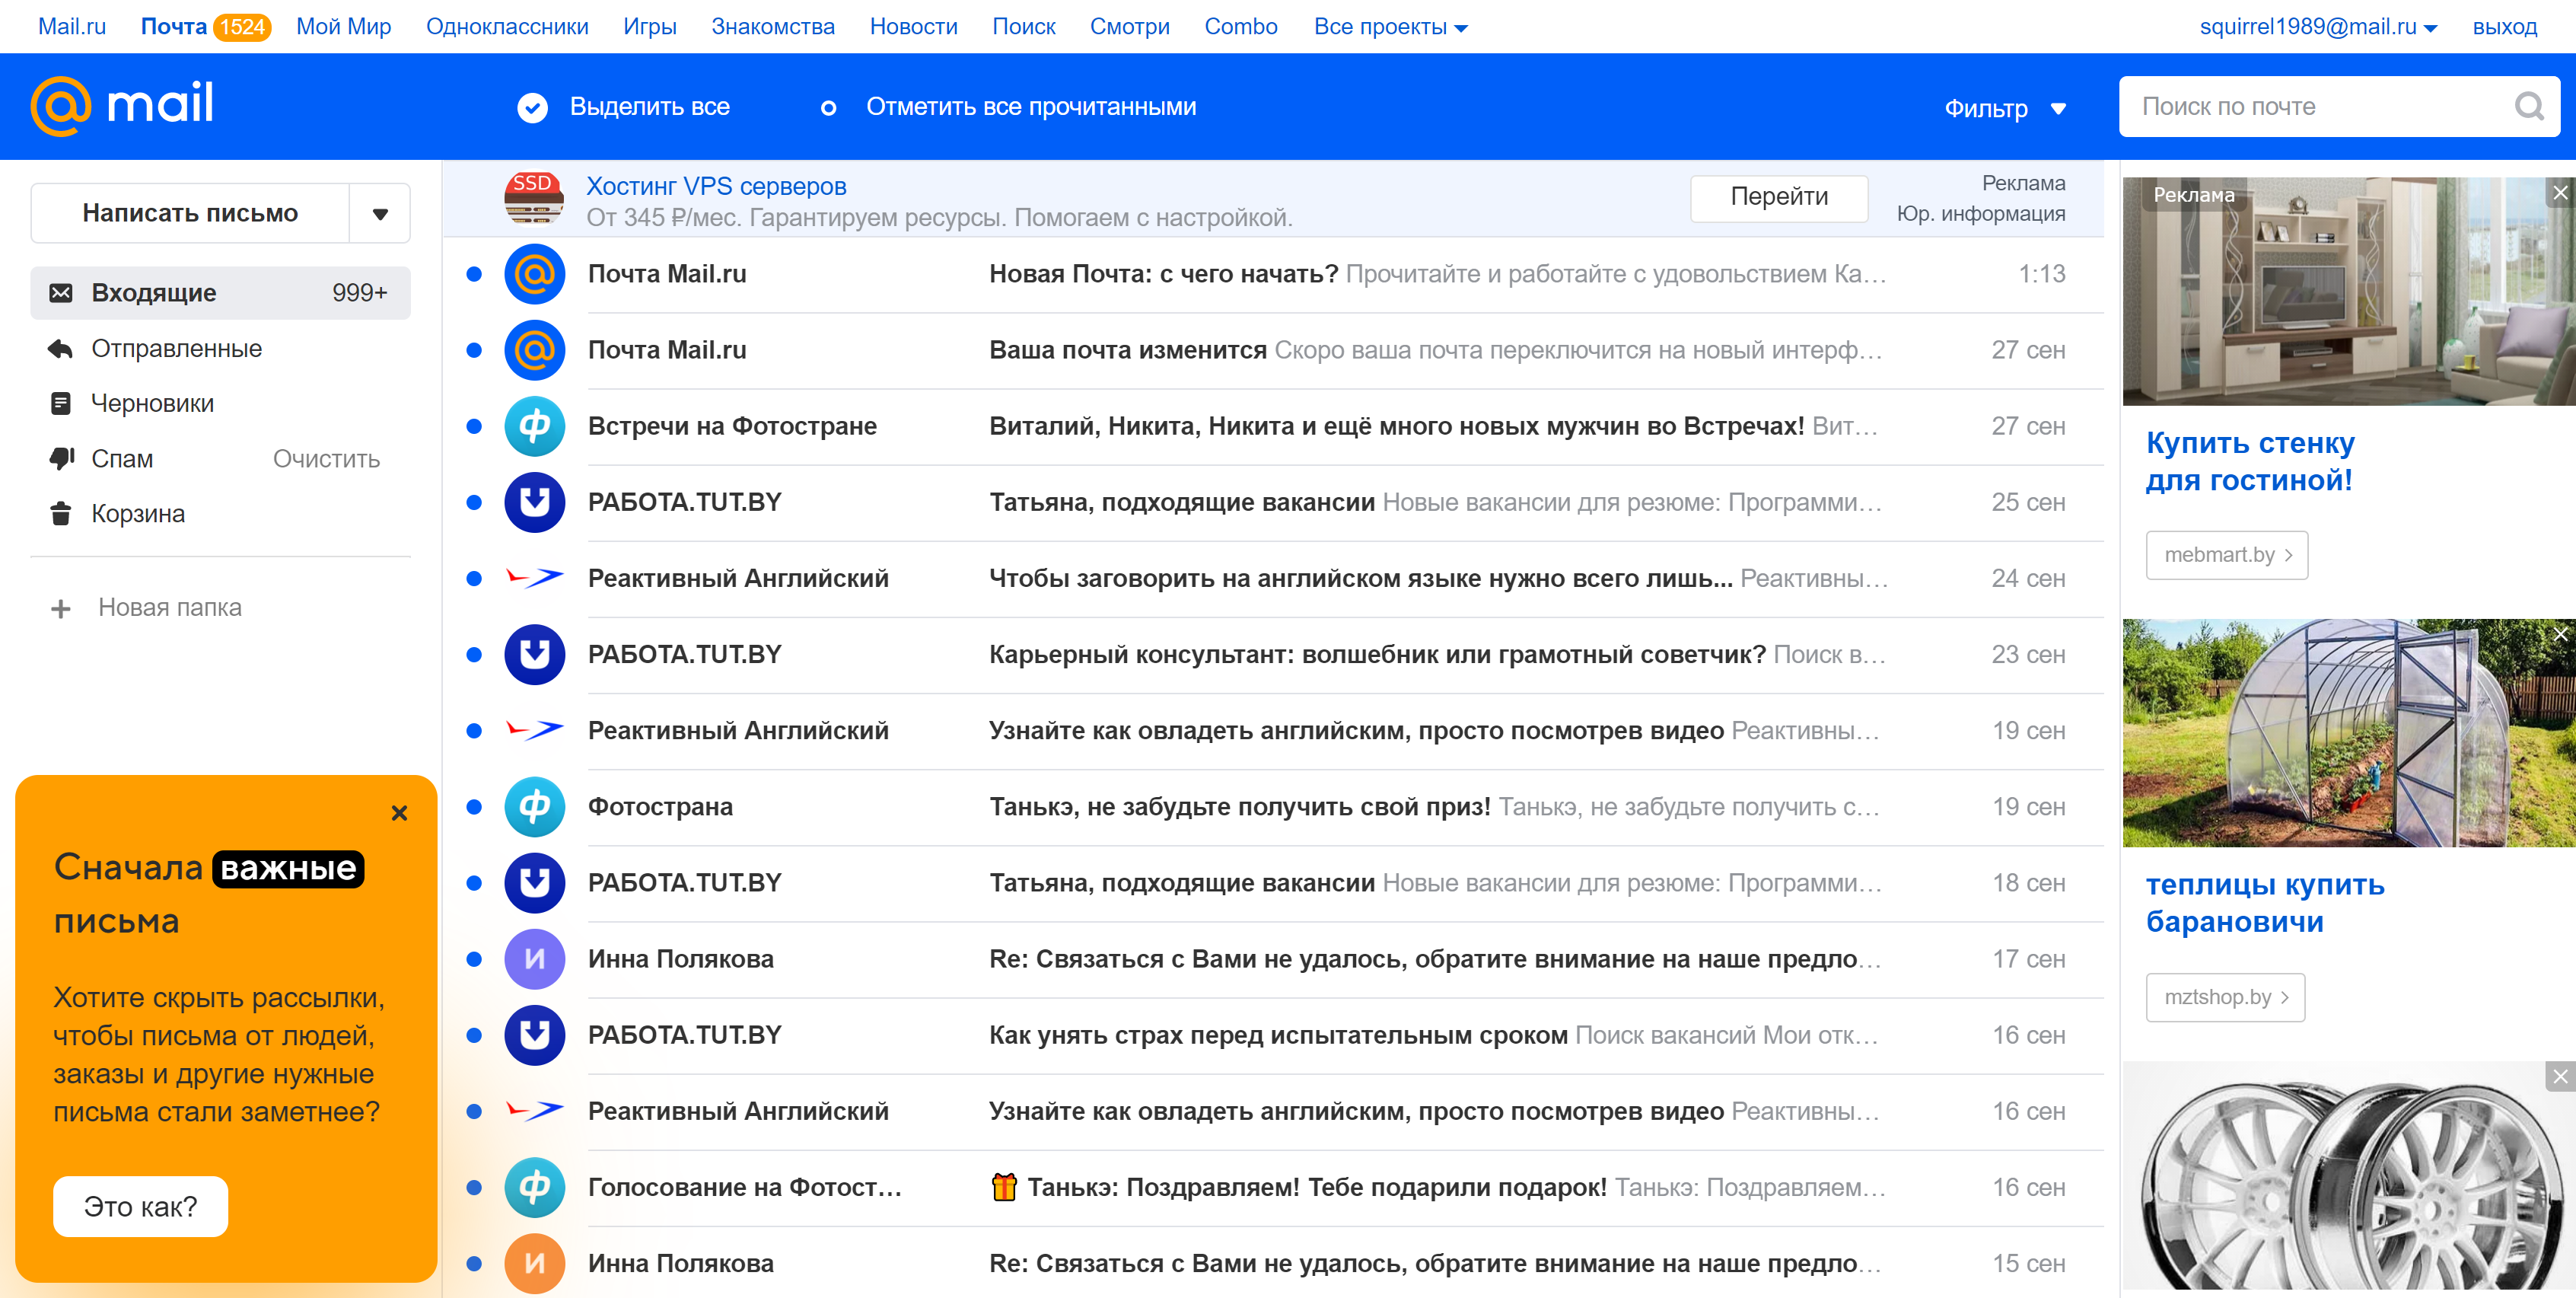 Mail.ru Почта 1524 Мой Мир Одноклассники Игры Знакомства Новости Поиск Смотри Combo Все проекты squirrel1989@mail.ru выход
@mail Выделить все Отметить все прочитанными Фильтр Поиск по почте
Написать письмо
Входящие 999+
Отправленные
Черновики
Спам Очистить
Корзина
Новая папка
Сначала важные
письма
Хотите скрыть рассылки,
чтобы письма от людей,
заказы и другие нужные
письма стали заметнее?
Это как?
SSD Хостинг VPS серверов Перейти Реклама
От 345 ₽/мес. Гарантируем ресурсы. Помогаем с настройкой. Юр. информация
Почта Mail.ru Новая Почта: с чего начать? Прочитайте и работайте с удовольствием Ка… 1:13
Почта Mail.ru Ваша почта изменится Скоро ваша почта переключится на новый интерф… 27 сен
Встречи на Фотостране Виталий, Никита, Никита и ещё много новых мужчин во Встречах! Вит… 27 сен
РАБОТА.TUT.BY Татьяна, подходящие вакансии Новые вакансии для резюме: Программи… 25 сен
Реактивный Английский Чтобы заговорить на английском языке нужно всего лишь... Реактивны… 24 сен
РАБОТА.TUT.BY Карьерный консультант: волшебник или грамотный советчик? Поиск в… 23 сен
Реактивный Английский Узнайте как овладеть английским, просто посмотрев видео Реактивны… 19 сен
Фотострана Танькэ, не забудьте получить свой приз! Танькэ, не забудьте получить с… 19 сен
РАБОТА.TUT.BY Татьяна, подходящие вакансии Новые вакансии для резюме: Программи… 18 сен
И Инна Полякова Re: Связаться с Вами не удалось, обратите внимание на наше предло… 17 сен
РАБОТА.TUT.BY Как унять страх перед испытательным сроком Поиск вакансий Мои отк… 16 сен
Реактивный Английский Узнайте как овладеть английским, просто посмотрев видео Реактивны… 16 сен
Голосование на Фотост… Танькэ: Поздравляем! Тебе подарили подарок! Танькэ: Поздравляем… 16 сен
И Инна Полякова Re: Связаться с Вами не удалось, обратите внимание на наше предло… 15 сен
Реклама
Купить стенку
для гостиной!
mebmart.by
теплицы купить
барановичи
mztshop.by